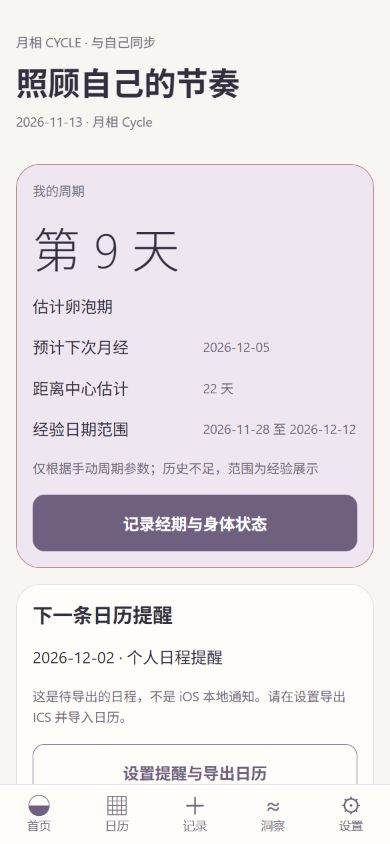 月相 CYCLE · 与自己同步
照顾自己的节奏
2026-11-13 · 月相 Cycle
我的周期
第 9 天
估计卵泡期
预计下次月经 2026-12-05
距离中心估计 22 天
经验日期范围 2026-11-28 至 2026-12-12
仅根据手动周期参数；历史不足，范围为经验展示
记录经期与身体状态
下一条日历提醒
2026-12-02 · 个人日程提醒
这是待导出的日程，不是 iOS 本地通知。请在设置导出
ICS 并导入日历。
设置提醒与导出日历
首页 日历 记录 洞察 设置